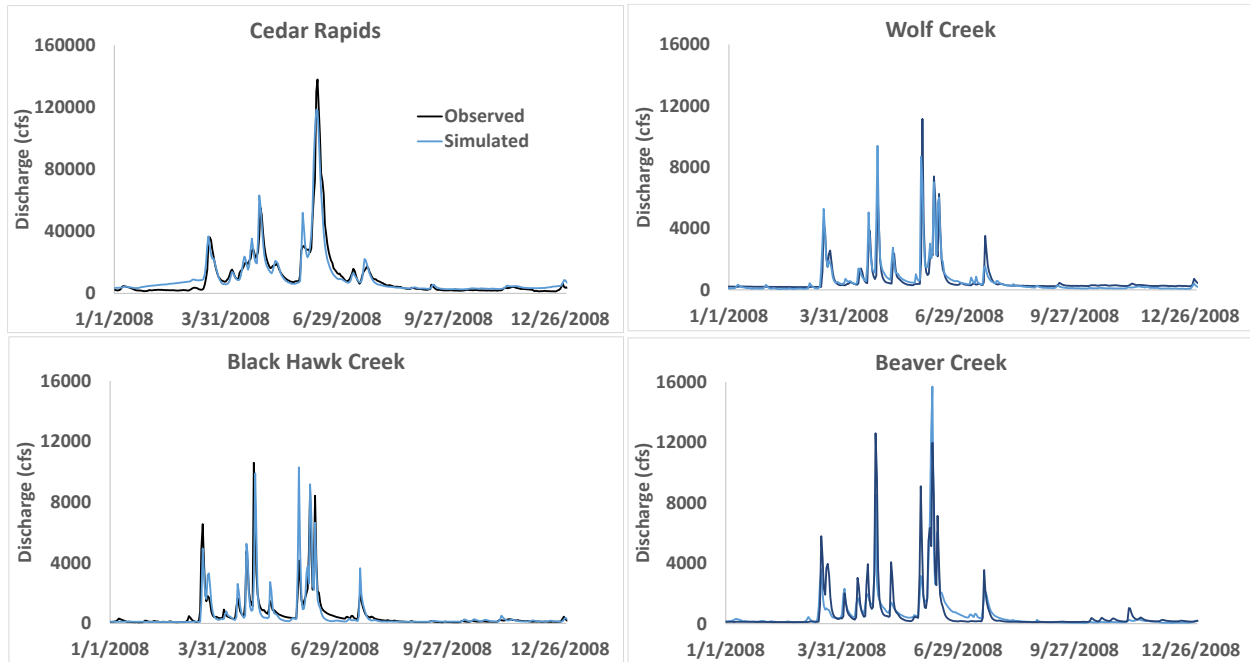 Cedar Rapids
160000
120000
80000
40000
0
Discharge (cfs)
Observed
Simulated
1/1/2008 3/31/2008 6/29/2008 9/27/2008 12/26/2008
Wolf Creek
16000
12000
8000
4000
0
Discharge (cfs)
1/1/2008 3/31/2008 6/29/2008 9/27/2008 12/26/2008
Black Hawk Creek
16000
12000
8000
4000
0
Discharge (cfs)
1/1/2008 3/31/2008 6/29/2008 9/27/2008 12/26/2008
Beaver Creek
16000
12000
8000
4000
0
Discharge (cfs)
1/1/2008 3/31/2008 6/29/2008 9/27/2008 12/26/2008